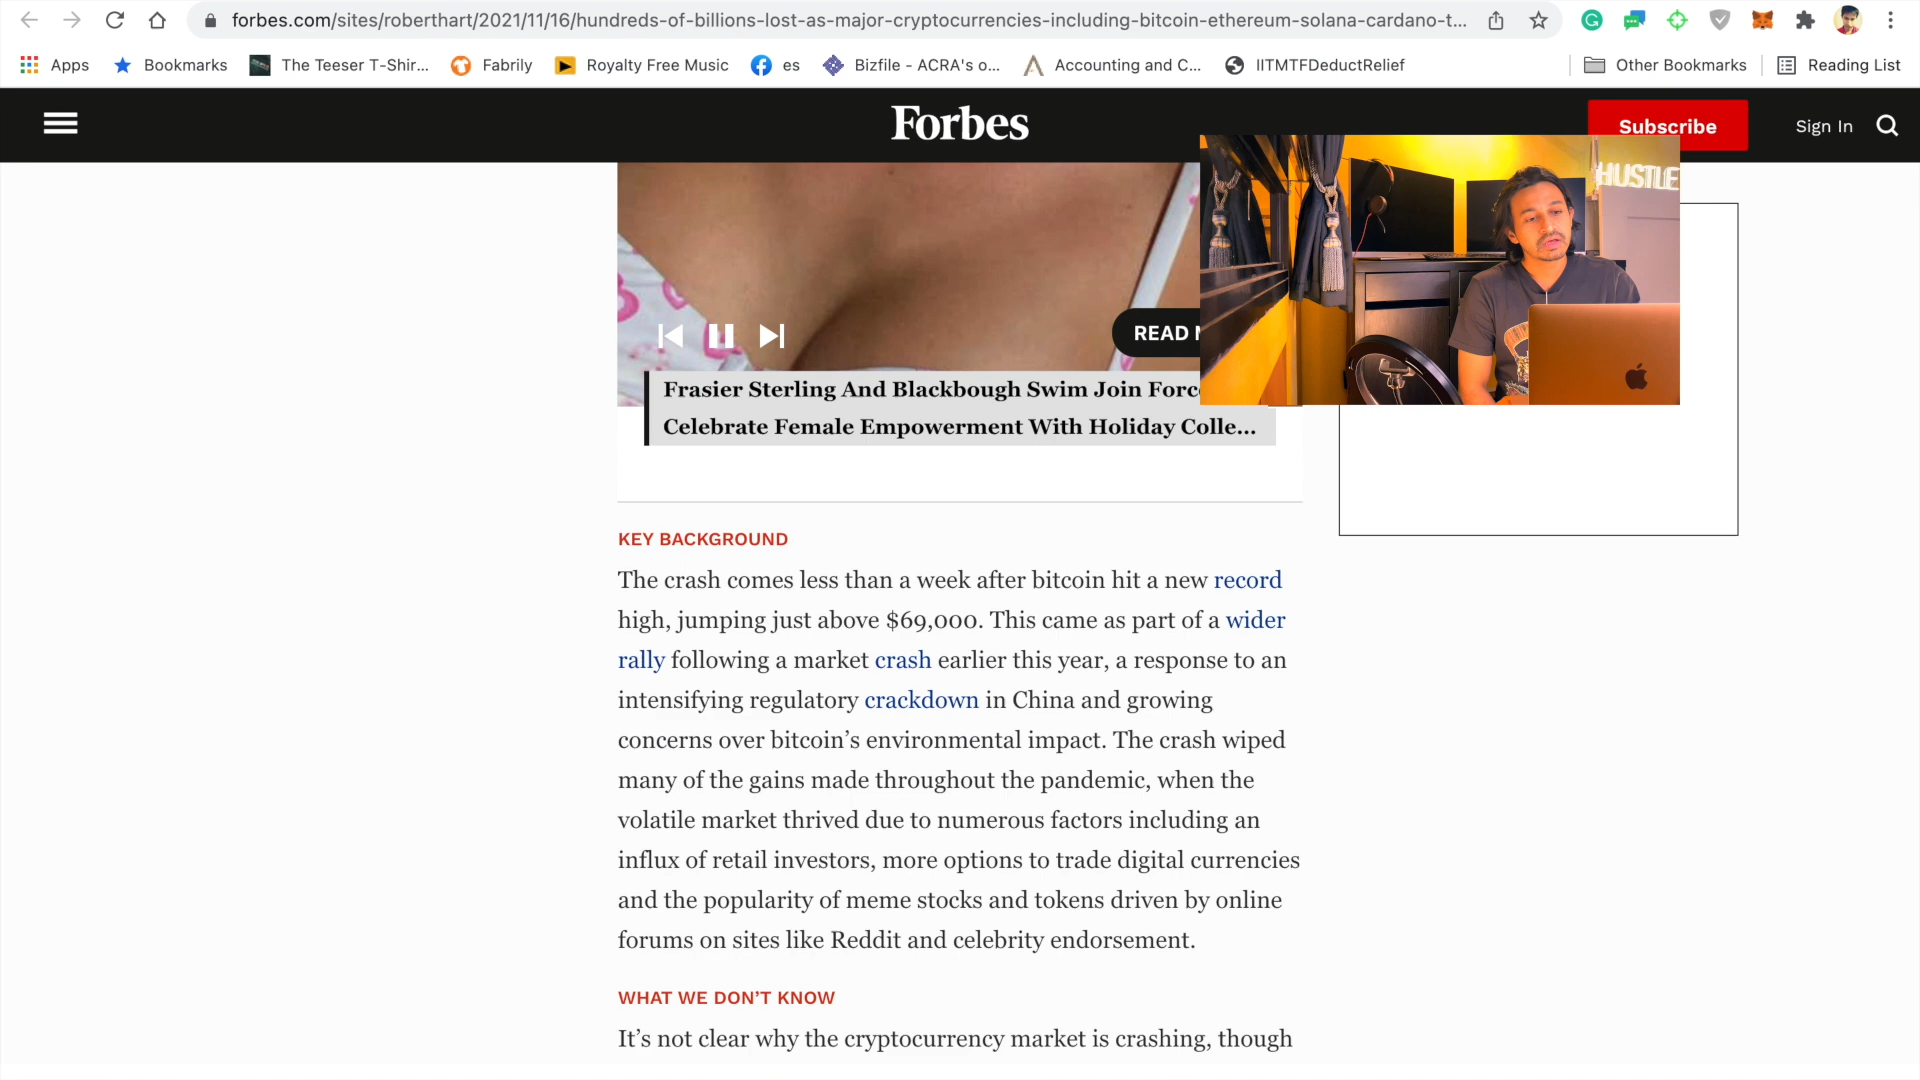 forbes.com/sites/roberthart/2021/11/16/hundreds-of-billions-lost-as-major-cryptocurrencies-including-bitcoin-ethereum-solana-cardano-t...
Apps
Bookmarks
The Teeser T-Shir...
Fabrily
Royalty Free Music
es
Bizfile - ACRA's o...
Accounting and C...
IITMTFDeductRelief
Other Bookmarks
Reading List
Forbes
Subscribe
Sign In
HUSTLE
READ
Frasier Sterling And Blackbough Swim Join Forc
Celebrate Female Empowerment With Holiday Colle...
KEY BACKGROUND
The crash comes less than a week after bitcoin hit a new record
high, jumping just above $69,000. This came as part of a wider
rally following a market crash earlier this year, a response to an
intensifying regulatory crackdown in China and growing
concerns over bitcoin’s environmental impact. The crash wiped
many of the gains made throughout the pandemic, when the
volatile market thrived due to numerous factors including an
influx of retail investors, more options to trade digital currencies
and the popularity of meme stocks and tokens driven by online
forums on sites like Reddit and celebrity endorsement.
WHAT WE DON’T KNOW
It’s not clear why the cryptocurrency market is crashing, though